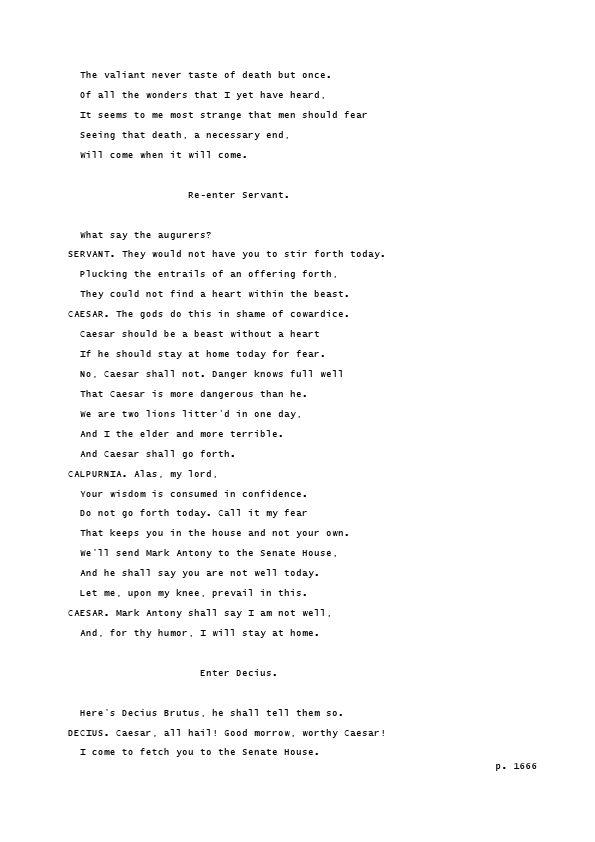 The valiant never taste of death but once.
Of all the wonders that I yet have heard,
It seems to me most strange that men should fear
Seeing that death, a necessary end,
Will come when it will come.
Re-enter Servant.
What say the augurers?
SERVANT. They would not have you to stir forth today.
Plucking the entrails of an offering forth,
They could not find a heart within the beast.
CAESAR. The gods do this in shame of cowardice.
Caesar should be a beast without a heart
If he should stay at home today for fear.
No, Caesar shall not. Danger knows full well
That Caesar is more dangerous than he.
We are two lions litter'd in one day,
And I the elder and more terrible.
And Caesar shall go forth.
CALPURNIA. Alas, my lord,
Your wisdom is consumed in confidence.
Do not go forth today. Call it my fear
That keeps you in the house and not your own.
We'll send Mark Antony to the Senate House,
And he shall say you are not well today.
Let me, upon my knee, prevail in this.
CAESAR. Mark Antony shall say I am not well,
And, for thy humor, I will stay at home.
Enter Decius.
Here's Decius Brutus, he shall tell them so.
DECIUS. Caesar, all hail! Good morrow, worthy Caesar!
I come to fetch you to the Senate House.
p. 1666